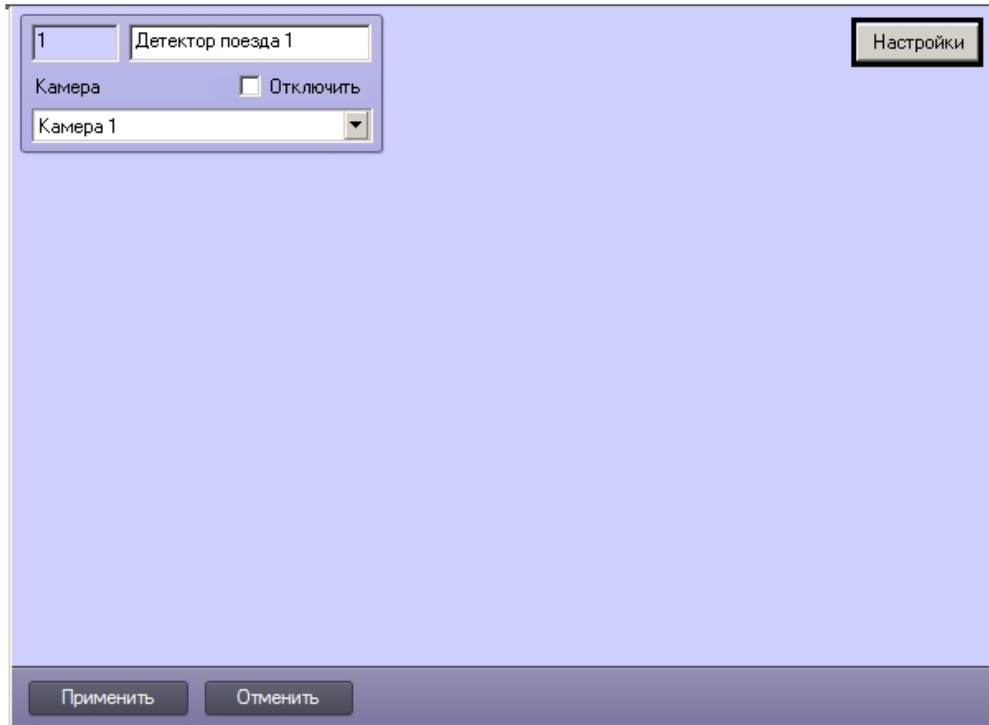 1 Детектор поезда 1
Настройки
Камера Отключить
Камера 1
Применить Отменить